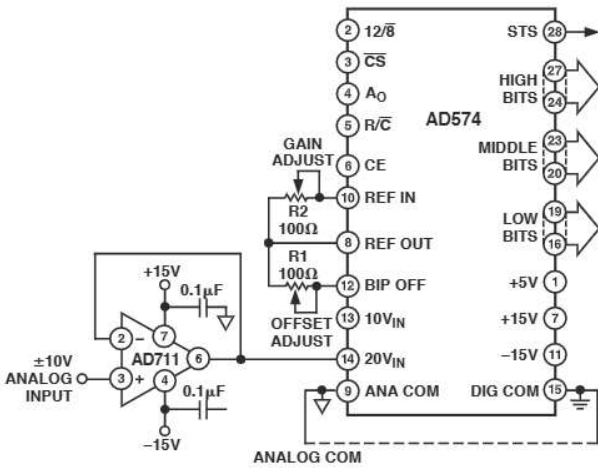 2 12/8̅
STS 28
3 C̅S̅
27
HIGH
BITS
24
4 AO
5 R/C̅
AD574
GAIN
ADJUST
23
MIDDLE
BITS
20
6 CE
10 REF IN
R2
100Ω
19
LOW
BITS
16
8 REF OUT
R1
100Ω
+5V 1
12 BIP OFF
+15V
0.1μF
OFFSET
ADJUST
13 10VIN
+15V 7
2 −
7
AD711
6
14 20VIN
−15V 11
±10V
ANALOG
INPUT
3 +
4
0.1μF
9 ANA COM
DIG COM 15
−15V
ANALOG COM